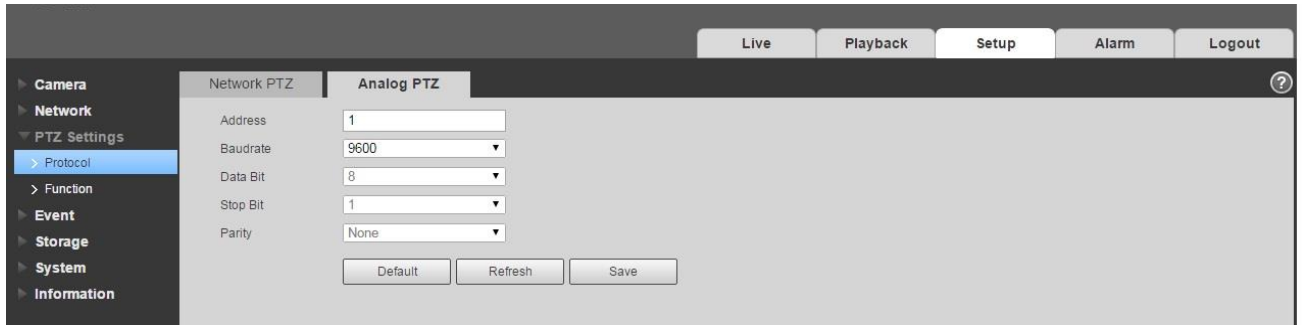 Live Playback Setup Alarm Logout
Camera Network PTZ Analog PTZ ?
Network
Address 1
PTZ Settings
Baudrate 9600
> Protocol
Data Bit 8
> Function
Stop Bit 1
Event
Parity None
Storage
System
Default Refresh Save
Information